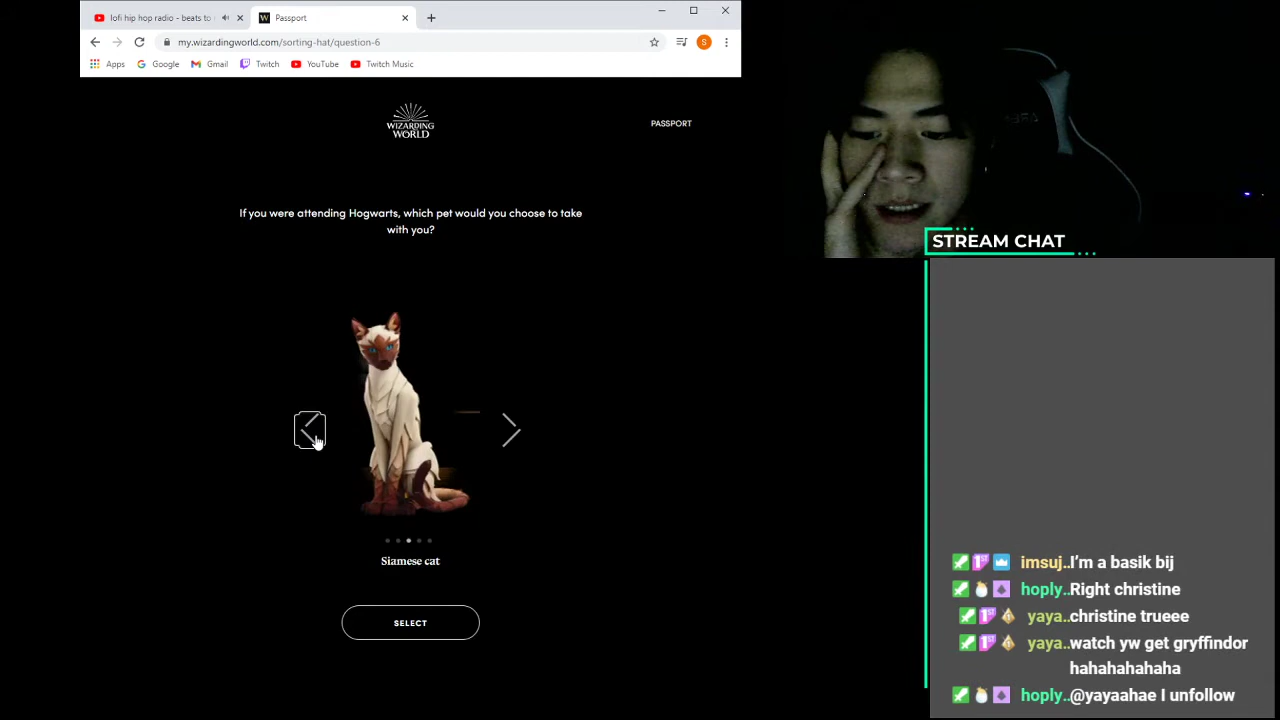 lofi hip hop radio - beats to
Passport
my.wizardingworld.com/sorting-hat/question-6
S
Apps
Google
Gmail
Twitch
YouTube
Twitch Music
WIZARDING
WORLD
PASSPORT
If you were attending Hogwarts, which pet would you choose to take
with you?
Siamese cat
SELECT
STREAM CHAT
imsuj..I'm a basik bij
hoply..Right christine
yaya..christine trueee
yaya..watch yw get gryffindor
hahahahahaha
hoply..@yayaahae I unfollow